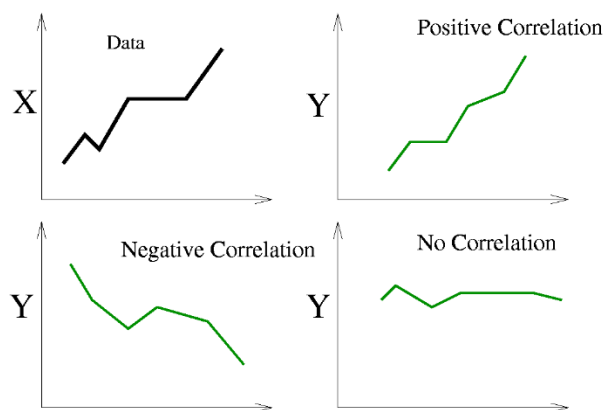 Data
X
Positive Correlation
Y
Negative Correlation
Y
No Correlation
Y